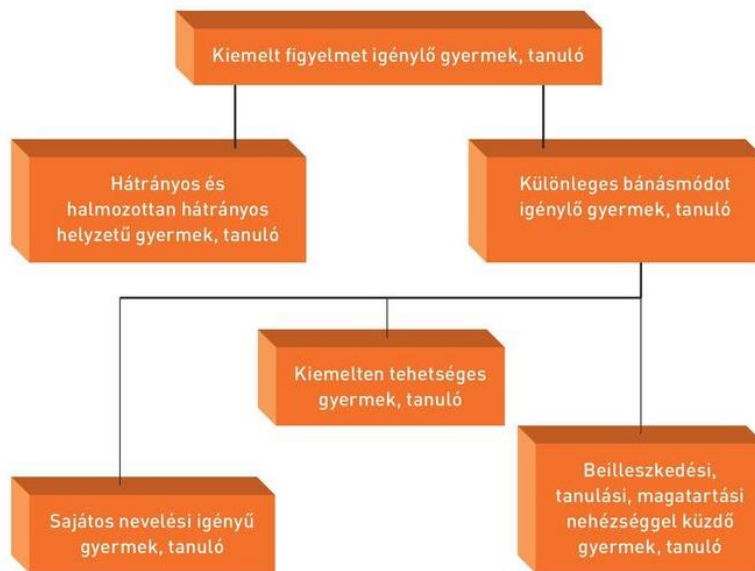 Kiemelt figyelmet igénylő gyermek, tanuló
Hátrányos és
halmozottan hátrányos
helyzetű gyermek, tanuló
Különleges bánásmódot
igénylő gyermek, tanuló
Kiemelten tehetséges
gyermek, tanuló
Sajátos nevelési igényű
gyermek, tanuló
Beilleszkedési,
tanulási, magatartási
nehézséggel küzdő
gyermek, tanuló